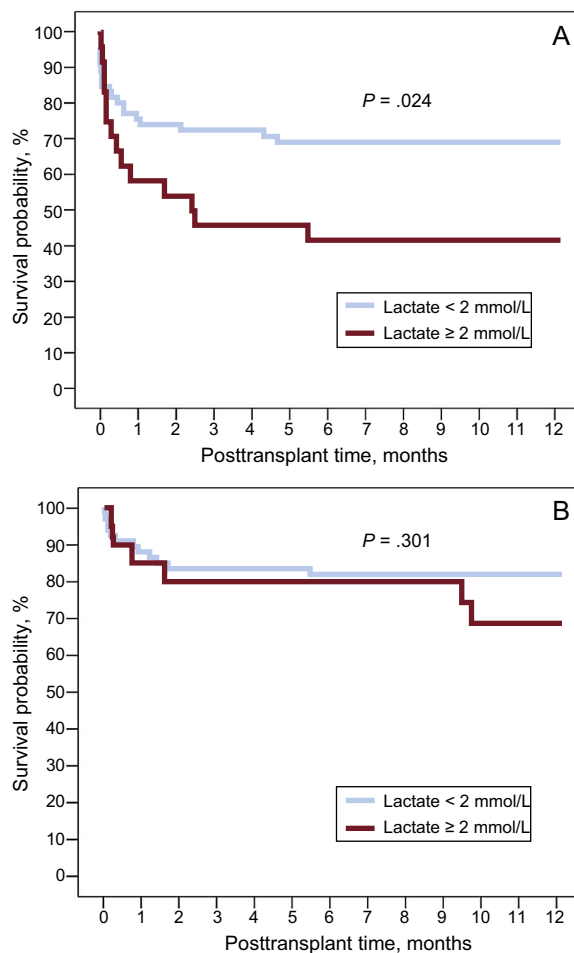 A
P = .024
Survival probability, %
100
90
80
70
60
50
40
30
20
10
0
Lactate < 2 mmol/L
Lactate ≥ 2 mmol/L
0 1 2 3 4 5 6 7 8 9 10 11 12
Posttransplant time, months
B
P = .301
Survival probability, %
100
90
80
70
60
50
40
30
20
10
0
Lactate < 2 mmol/L
Lactate ≥ 2 mmol/L
0 1 2 3 4 5 6 7 8 9 10 11 12
Posttransplant time, months